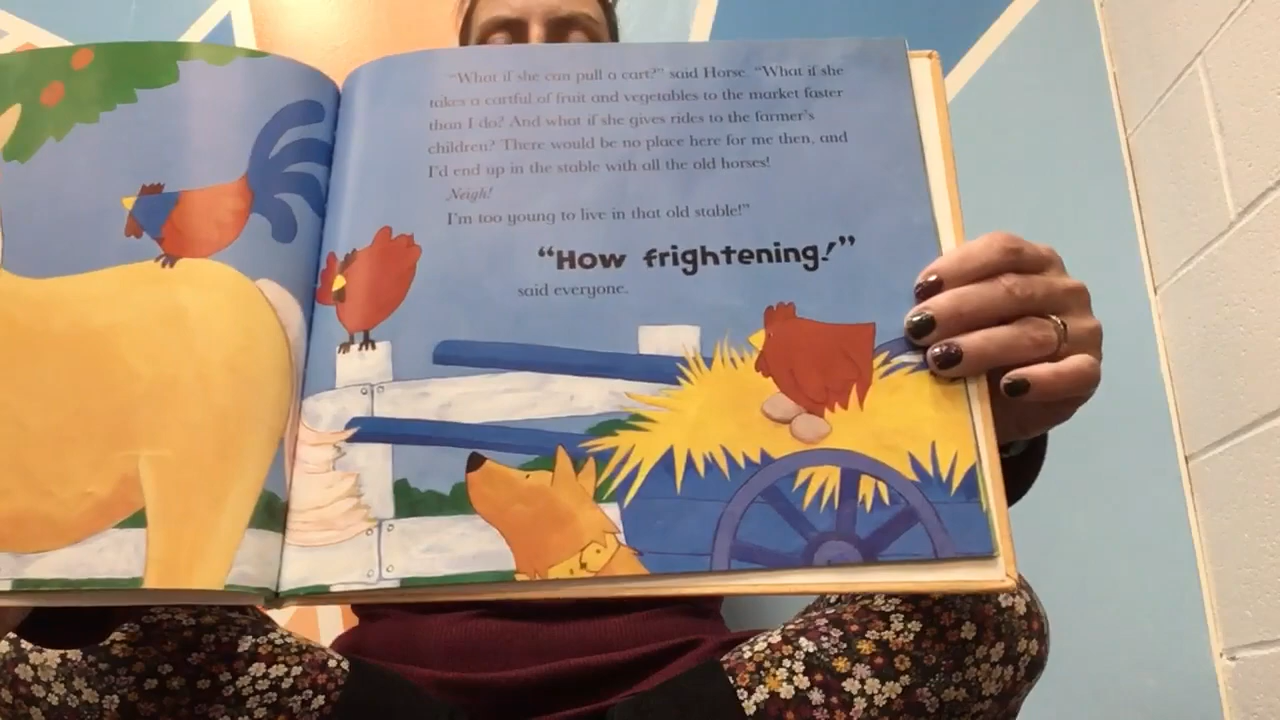 "What if she can pull a cart?" said Horse. "What if she
takes a cartful of fruit and vegetables to the market faster
than I do? And what if she gives rides to the farmer's
children? There would be no place here for me then, and
I'd end up in the stable with all the old horses!
Neigh!
I'm too young to live in that old stable!"
"How frightening!"
said everyone.